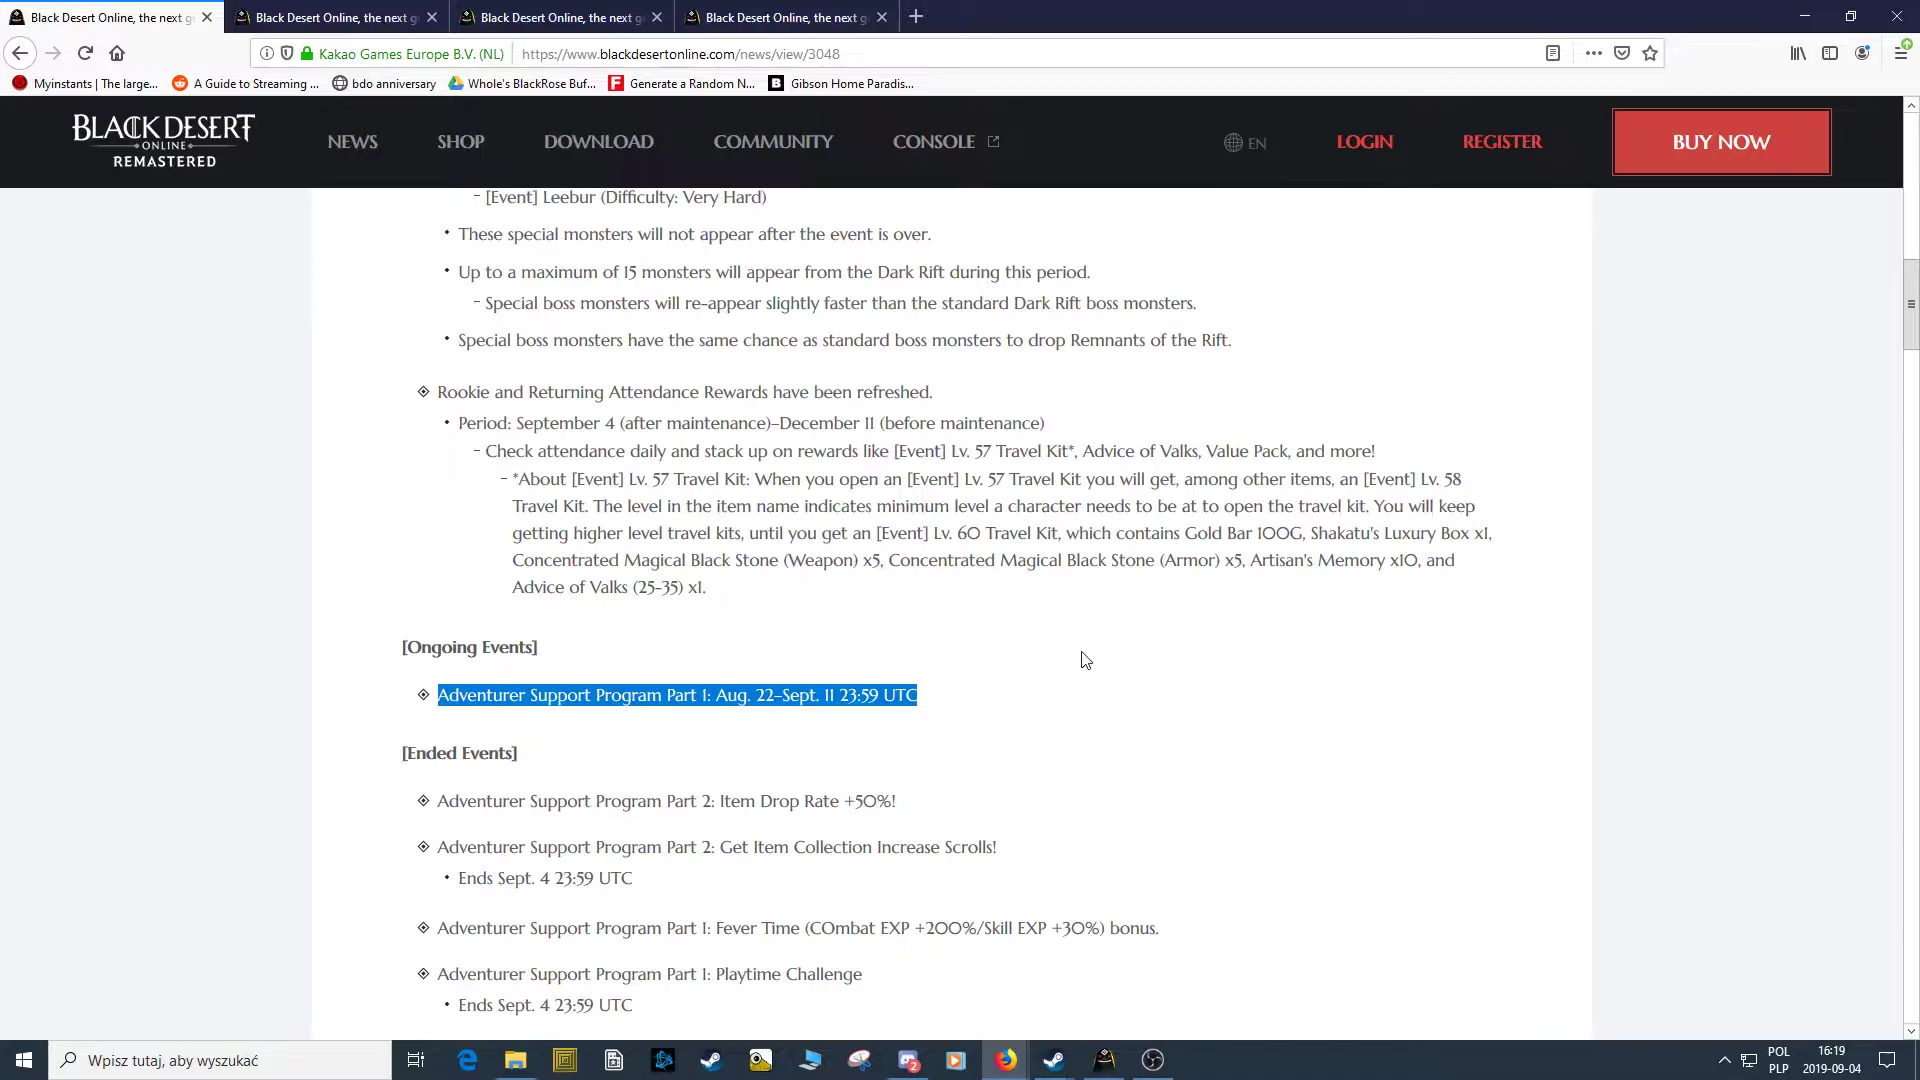 Black Desert Online, the next g
Black Desert Online, the next g
Black Desert Online, the next g
Black Desert Online, the next g
Kakao Games Europe B.V. (NL)
https://www.blackdesertonline.com/news/view/3048
Myinstants | The large...
A Guide to Streaming ...
bdo anniversary
Whole's BlackRose Buf...
Generate a Random N...
Gibson Home Paradis...
BLACK DESERT
ONLINE
REMASTERED
NEWS
SHOP
DOWNLOAD
COMMUNITY
CONSOLE
EN
LOGIN
REGISTER
BUY NOW
- [Event] Leebur (Difficulty: Very Hard)
• These special monsters will not appear after the event is over.
• Up to a maximum of 15 monsters will appear from the Dark Rift during this period.
- Special boss monsters will re-appear slightly faster than the standard Dark Rift boss monsters.
• Special boss monsters have the same chance as standard boss monsters to drop Remnants of the Rift.
Rookie and Returning Attendance Rewards have been refreshed.
• Period: September 4 (after maintenance)–December 11 (before maintenance)
- Check attendance daily and stack up on rewards like [Event] Lv. 57 Travel Kit*, Advice of Valks, Value Pack, and more!
- *About [Event] Lv. 57 Travel Kit: When you open an [Event] Lv. 57 Travel Kit you will get, among other items, an [Event] Lv. 58
Travel Kit. The level in the item name indicates minimum level a character needs to be at to open the travel kit. You will keep
getting higher level travel kits, until you get an [Event] Lv. 60 Travel Kit, which contains Gold Bar 100G, Shakatu's Luxury Box x1,
Concentrated Magical Black Stone (Weapon) x5, Concentrated Magical Black Stone (Armor) x5, Artisan's Memory x10, and
Advice of Valks (25-35) x1.
[Ongoing Events]
Adventurer Support Program Part 1: Aug. 22–Sept. 11 23:59 UTC
[Ended Events]
Adventurer Support Program Part 2: Item Drop Rate +50%!
Adventurer Support Program Part 2: Get Item Collection Increase Scrolls!
• Ends Sept. 4 23:59 UTC
Adventurer Support Program Part 1: Fever Time (COmbat EXP +200%/Skill EXP +30%) bonus.
Adventurer Support Program Part 1: Playtime Challenge
• Ends Sept. 4 23:59 UTC
Wpisz tutaj, aby wyszukać
2
POL
PLP
16:19
2019-09-04